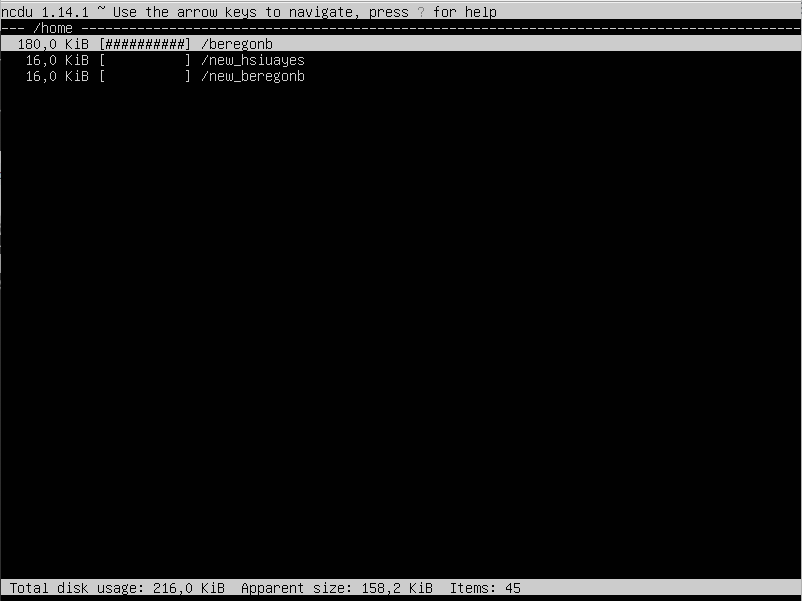 ncdu 1.14.1 ~ Use the arrow keys to navigate, press ? for help
--- /home ------------------------------------------------------------------------------------------
180,0 KiB [##########] /beregonb
16,0 KiB [          ] /new_hsiuayes
16,0 KiB [          ] /new_beregonb
Total disk usage: 216,0 KiB  Apparent size: 158,2 KiB  Items: 45